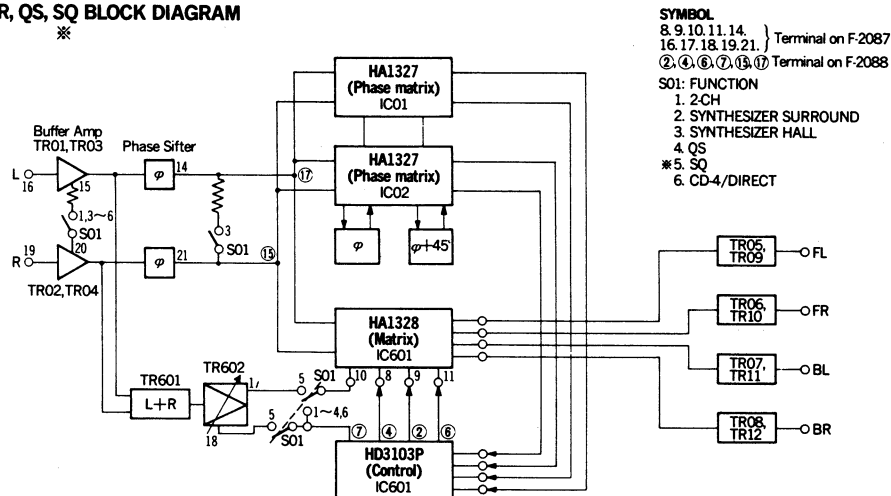 R, QS, SQ BLOCK DIAGRAM
※
SYMBOL
8. 9. 10. 11. 14.
16. 17. 18. 19. 21. } Terminal on F-2087
②,④,⑥,⑦,⑮,⑰ Terminal on F-2088
S01: FUNCTION
1. 2-CH
2. SYNTHESIZER SURROUND
3. SYNTHESIZER HALL
4. QS
※5. SQ
6. CD-4/DIRECT
HA1327
(Phase matrix)
IC01
Buffer Amp
TR01,TR03
Phase Sifter
L
16
15
φ
14
⑰
HA1327
(Phase matrix)
IC02
1,3~6
S01
3
S01
φ
φ+45°
R
19
20
φ
21
⑮
TR02,TR04
TR05,
TR09
FL
TR06,
TR10
FR
HA1328
(Matrix)
IC601
TR07,
TR11
BL
TR601
L+R
TR602
17
18
5
S01
10
8
9
11
5
1~4,6
S01
⑦
④
②
⑥
TR08,
TR12
BR
HD3103P
(Control)
IC601